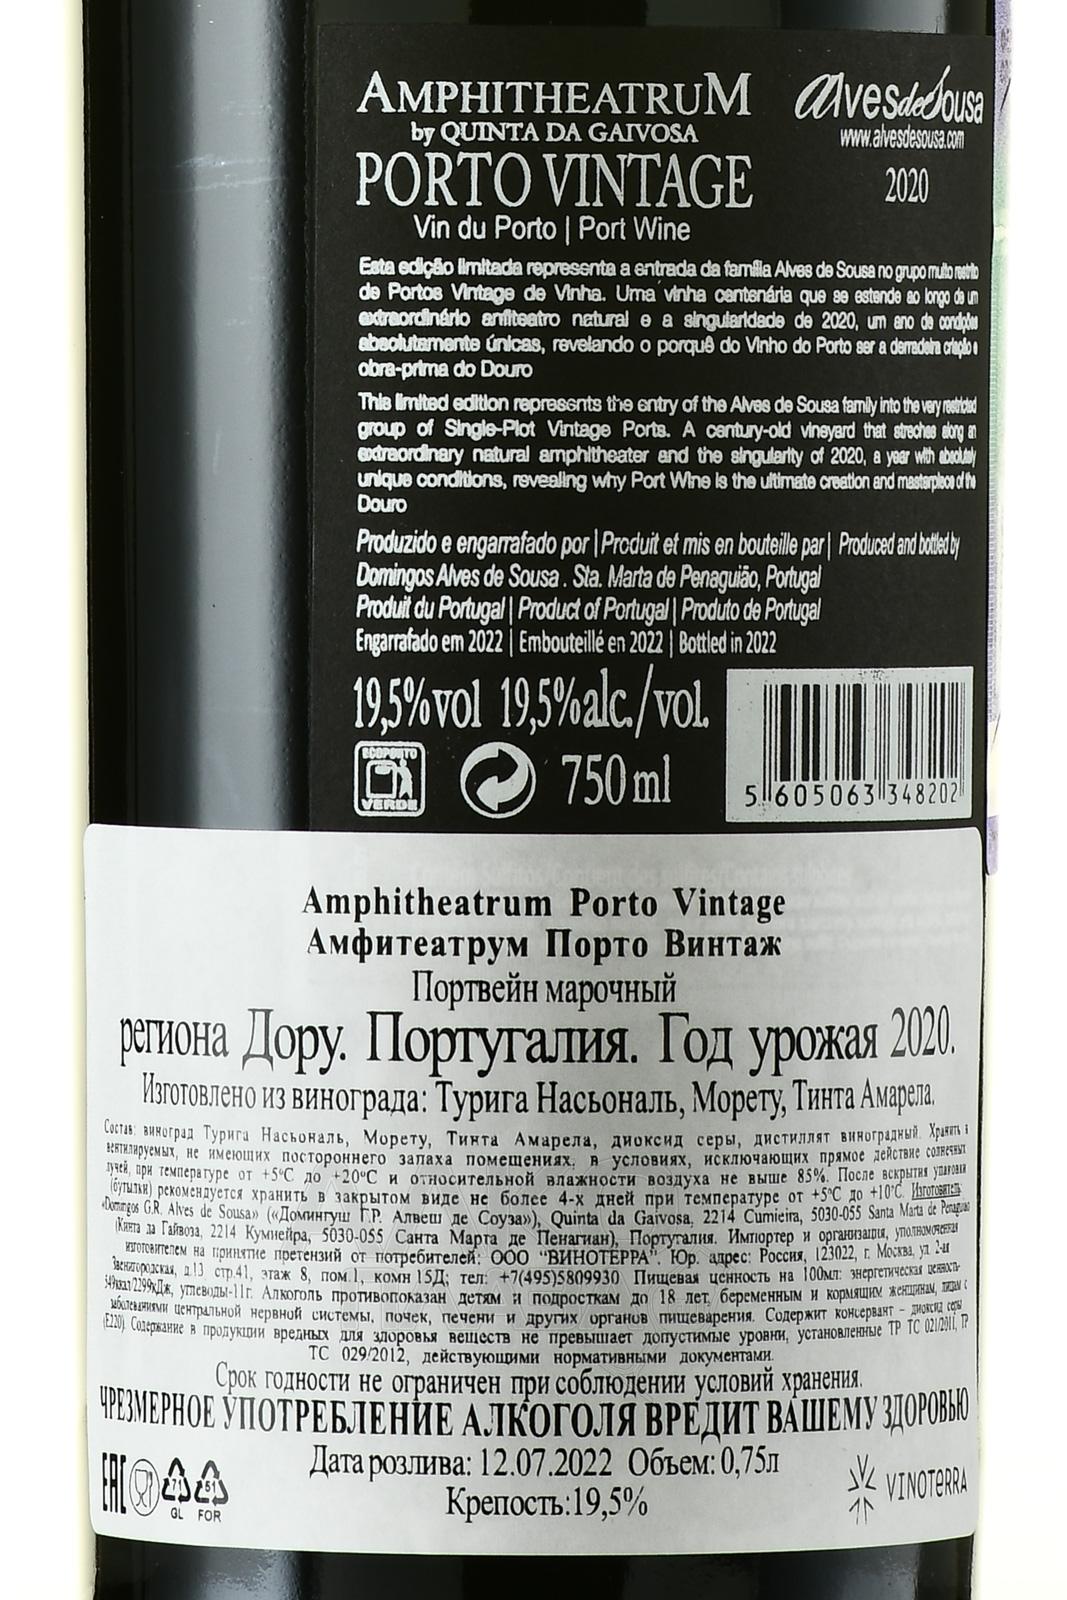 AMPHITHEATRUM
by QUINTA DA GAIVOSA
PORTO VINTAGE
Vin du Porto | Port Wine
Alves de Sousa
www.alvesdesousa.com
2020
Esta edição limitada representa a entrada da família Alves de Sousa no grupo muito restrito
de Portos Vintage de Vinha. Uma vinha centenária que se estende ao longo de um
extraordinário anfiteatro natural e a singularidade de 2020, um ano de condições
absolutamente únicas, revelando o porquê do Vinho do Porto ser a derradeira criação e
obra-prima do Douro
This limited edition represents the entry of the Alves de Sousa family into the very restricted
group of Single-Plot Vintage Ports. A century-old vineyard that streches along an
extraordinary natural amphitheater and the singularity of 2020, a year with absolutely
unique conditions, revealing why Port Wine is the ultimate creation and masterpiece of the
Douro
Produzido e engarrafado por | Produit et mis en bouteille par | Produced and bottled by
Domingos Alves de Sousa . Sta. Marta de Penaguião, Portugal
Produit du Portugal | Product of Portugal | Produto de Portugal
Engarrafado em 2022 | Embouteillé en 2022 | Bottled in 2022
19,5%vol 19,5%alc./vol.
ECOPONTO
VERDE
750 ml
5 605063 348202
Amphitheatrum Porto Vintage
Амфитеатрум Порто Винтаж
Портвейн марочный
региона Дору. Португалия. Год урожая 2020.
Изготовлено из винограда: Турига Насьональ, Морету, Тинта Амарела.
Состав: виноград Турига Насьональ, Морету, Тинта Амарела, диоксид серы, дистиллят виноградный. Хранить в
вентилируемых, не имеющих постороннего запаха помещениях, в условиях, исключающих прямое действие солнечных
лучей, при температуре от +5°С до +20°С и относительной влажности воздуха не выше 85%. После вскрытия упаковки
(бутылки) рекомендуется хранить в закрытом виде не более 4-х дней при температуре от +5°С до +10°С. Изготовитель:
«Domingos G.R. Alves de Sousa» («Домингуш Г.Р. Алвеш де Соуза»), Quinta da Gaivosa, 2214 Cumieira, 5030-055 Santa Marta de Penaguiao
(Кинта да Гайвоза, 2214 Кумиейра, 5030-055 Санта Марта де Пенагиан), Португалия. Импортер и организация, уполномоченная
изготовителем на принятие претензий от потребителей: ООО "ВИНОТЕРРА". Юр. адрес: Россия, 123022, г. Москва, ул. 2-ая
Звенигородская, д.13 стр.41, этаж 8, пом.1, комн 15Д; тел: +7(495)5809930 Пищевая ценность на 100мл: энергетическая ценность-
549ккал/2299кДж, углеводы-11г. Алкоголь противопоказан детям и подросткам до 18 лет, беременным и кормящим женщинам, лицам с
заболеваниями центральной нервной системы, почек, печени и других органов пищеварения. Содержит консервант - диоксид серы
(Е220). Содержание в продукции вредных для здоровья веществ не превышает допустимые уровни, установленные ТР ТС 021/2011, ТР
ТС 029/2012, действующими нормативными документами.
Срок годности не ограничен при соблюдении условий хранения.
ЧРЕЗМЕРНОЕ УПОТРЕБЛЕНИЕ АЛКОГОЛЯ ВРЕДИТ ВАШЕМУ ЗДОРОВЬЮ
Дата розлива: 12.07.2022 Объем: 0,75л
Крепость:19,5%
EAC
71
GL
51
FOR
VINOTERRA